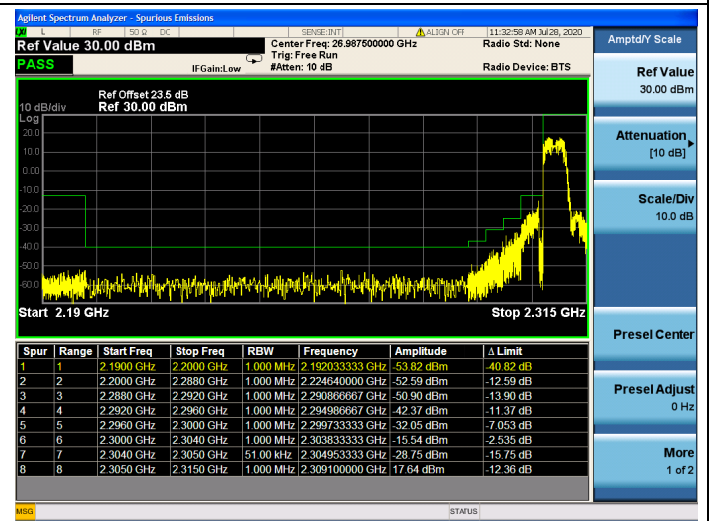 Agilent Spectrum Analyzer - Spurious Emissions
LXI L RF 50 Ω DC SENSE:INT ALIGN OFF 11:32:58 AM Jul 28, 2020
Ref Value 30.00 dBm Center Freq: 26.987500000 GHz Radio Std: None
Trig: Free Run
PASS IFGain:Low #Atten: 10 dB Radio Device: BTS
Ref Offset 23.5 dB
10 dB/div Ref 30.00 dBm
Log
20.0
10.0
0.00
-10.0
-20.0
-30.0
-40.0
-50.0
-60.0
Start 2.19 GHz Stop 2.315 GHz
Spur Range Start Freq Stop Freq RBW Frequency Amplitude Δ Limit
1 1 2.1900 GHz 2.2000 GHz 1.000 MHz 2.192033333 GHz -53.82 dBm -40.82 dB
2 2 2.2000 GHz 2.2880 GHz 1.000 MHz 2.224640000 GHz -52.59 dBm -12.59 dB
3 3 2.2880 GHz 2.2920 GHz 1.000 MHz 2.290866667 GHz -50.90 dBm -13.90 dB
4 4 2.2920 GHz 2.2960 GHz 1.000 MHz 2.294986667 GHz -42.37 dBm -11.37 dB
5 5 2.2960 GHz 2.3000 GHz 1.000 MHz 2.299733333 GHz -32.05 dBm -7.053 dB
6 6 2.3000 GHz 2.3040 GHz 1.000 MHz 2.303833333 GHz -15.54 dBm -2.535 dB
7 7 2.3040 GHz 2.3050 GHz 51.00 kHz 2.304953333 GHz -28.75 dBm -15.75 dB
8 8 2.3050 GHz 2.3150 GHz 1.000 MHz 2.309100000 GHz 17.64 dBm -12.36 dB
MSG STATUS
Amptd/Y Scale
Ref Value
30.00 dBm
Attenuation
[10 dB]
Scale/Div
10.0 dB
Presel Center
Presel Adjust
0 Hz
More
1 of 2